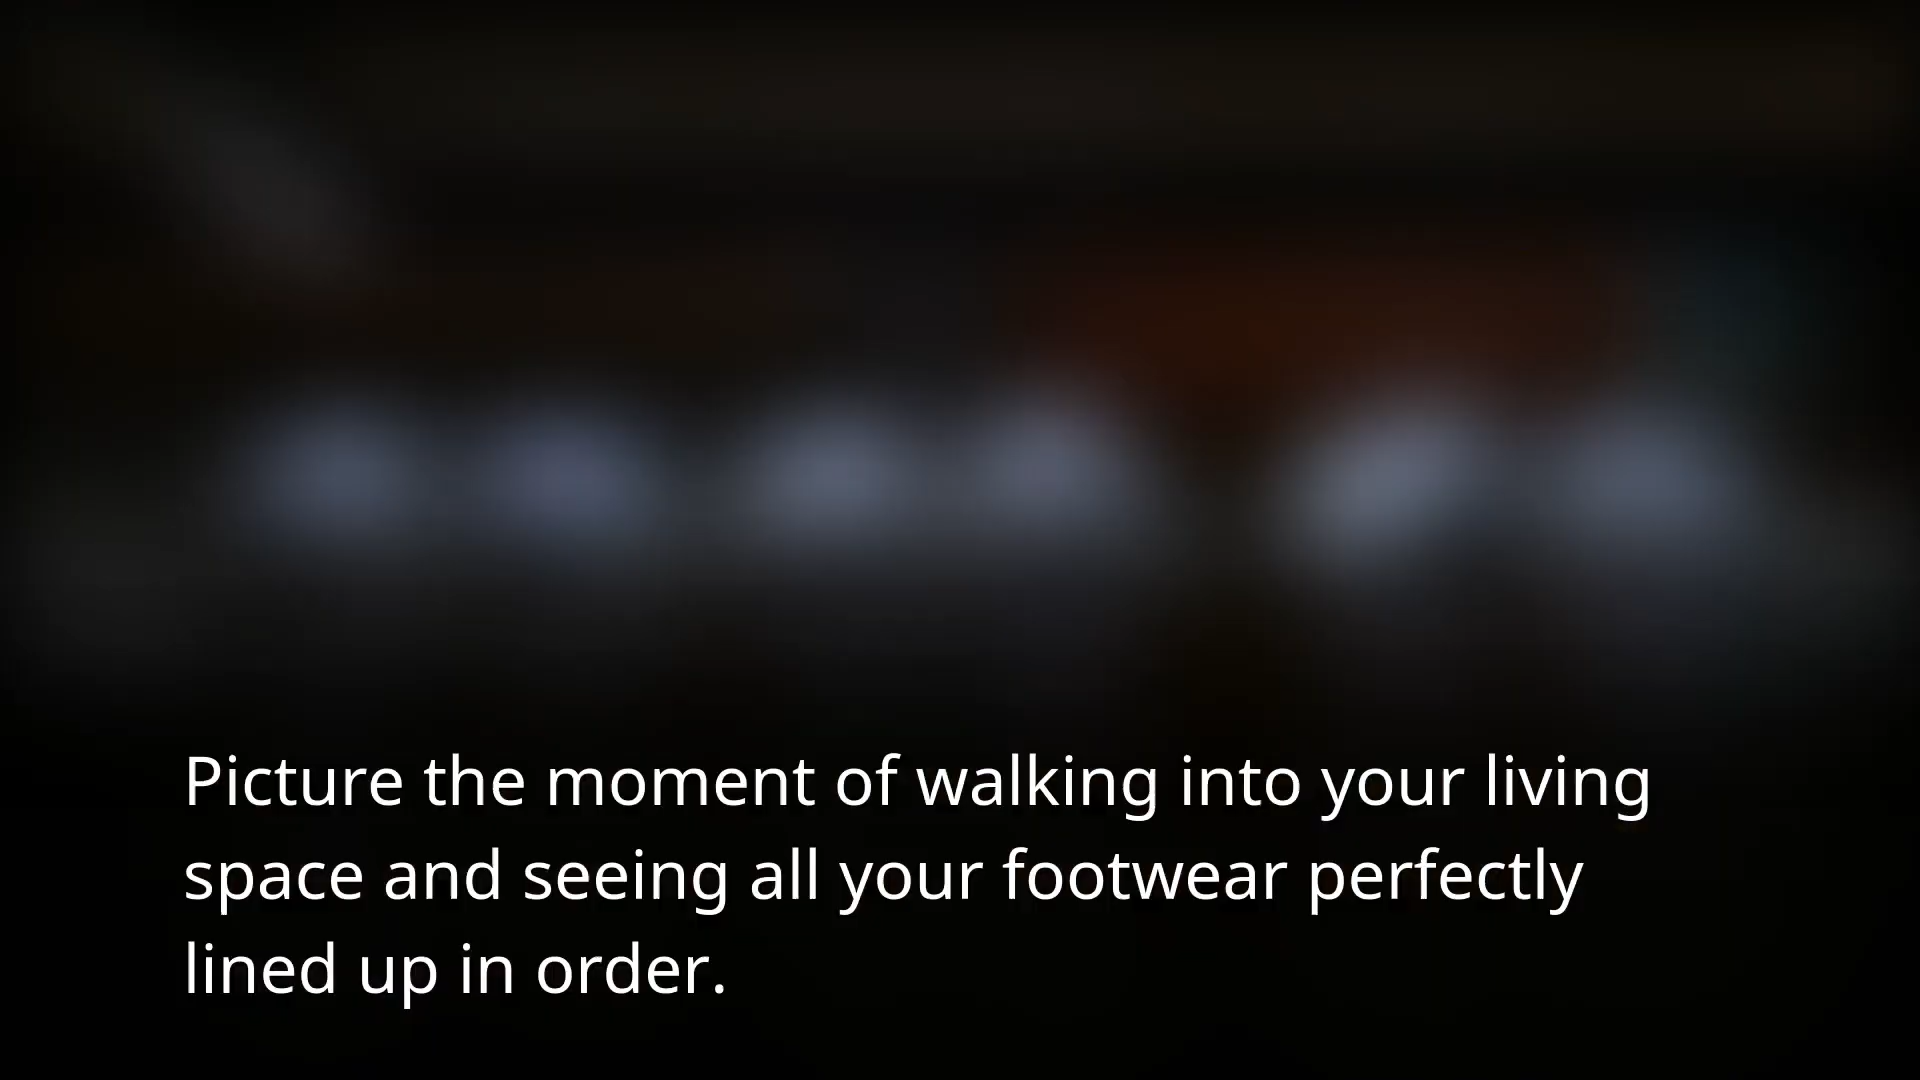 Picture the moment of walking into your living
space and seeing all your footwear perfectly
lined up in order.